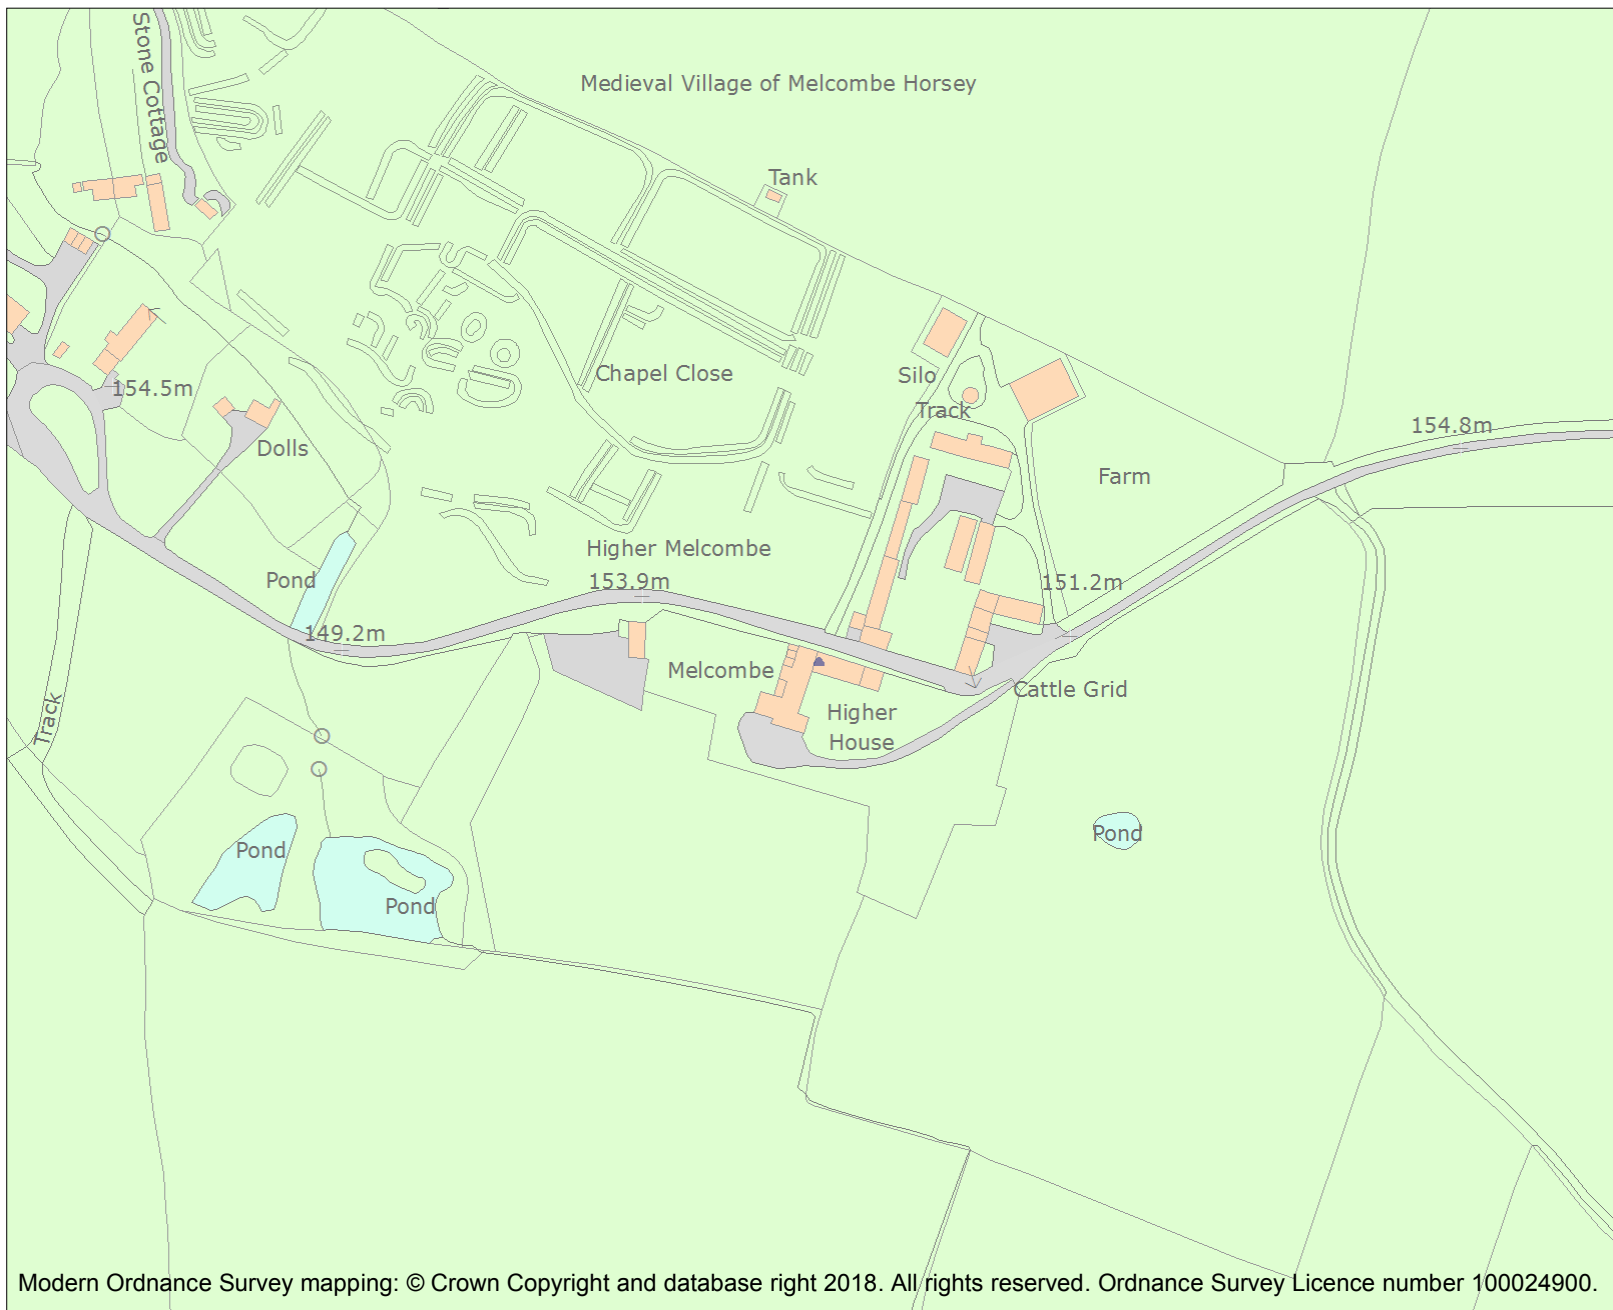 Stone Cottage
Medieval Village of Melcombe Horsey
Tank
154.5m
Chapel Close
Silo
Track
154.8m
Dolls
Farm
Higher Melcombe
Pond
153.9m
151.2m
149.2m
Melcombe
Cattle Grid
Track
Higher
House
Pond
Pond
Pond
Modern Ordnance Survey mapping: © Crown Copyright and database right 2018. All rights reserved. Ordnance Survey Licence number 100024900.